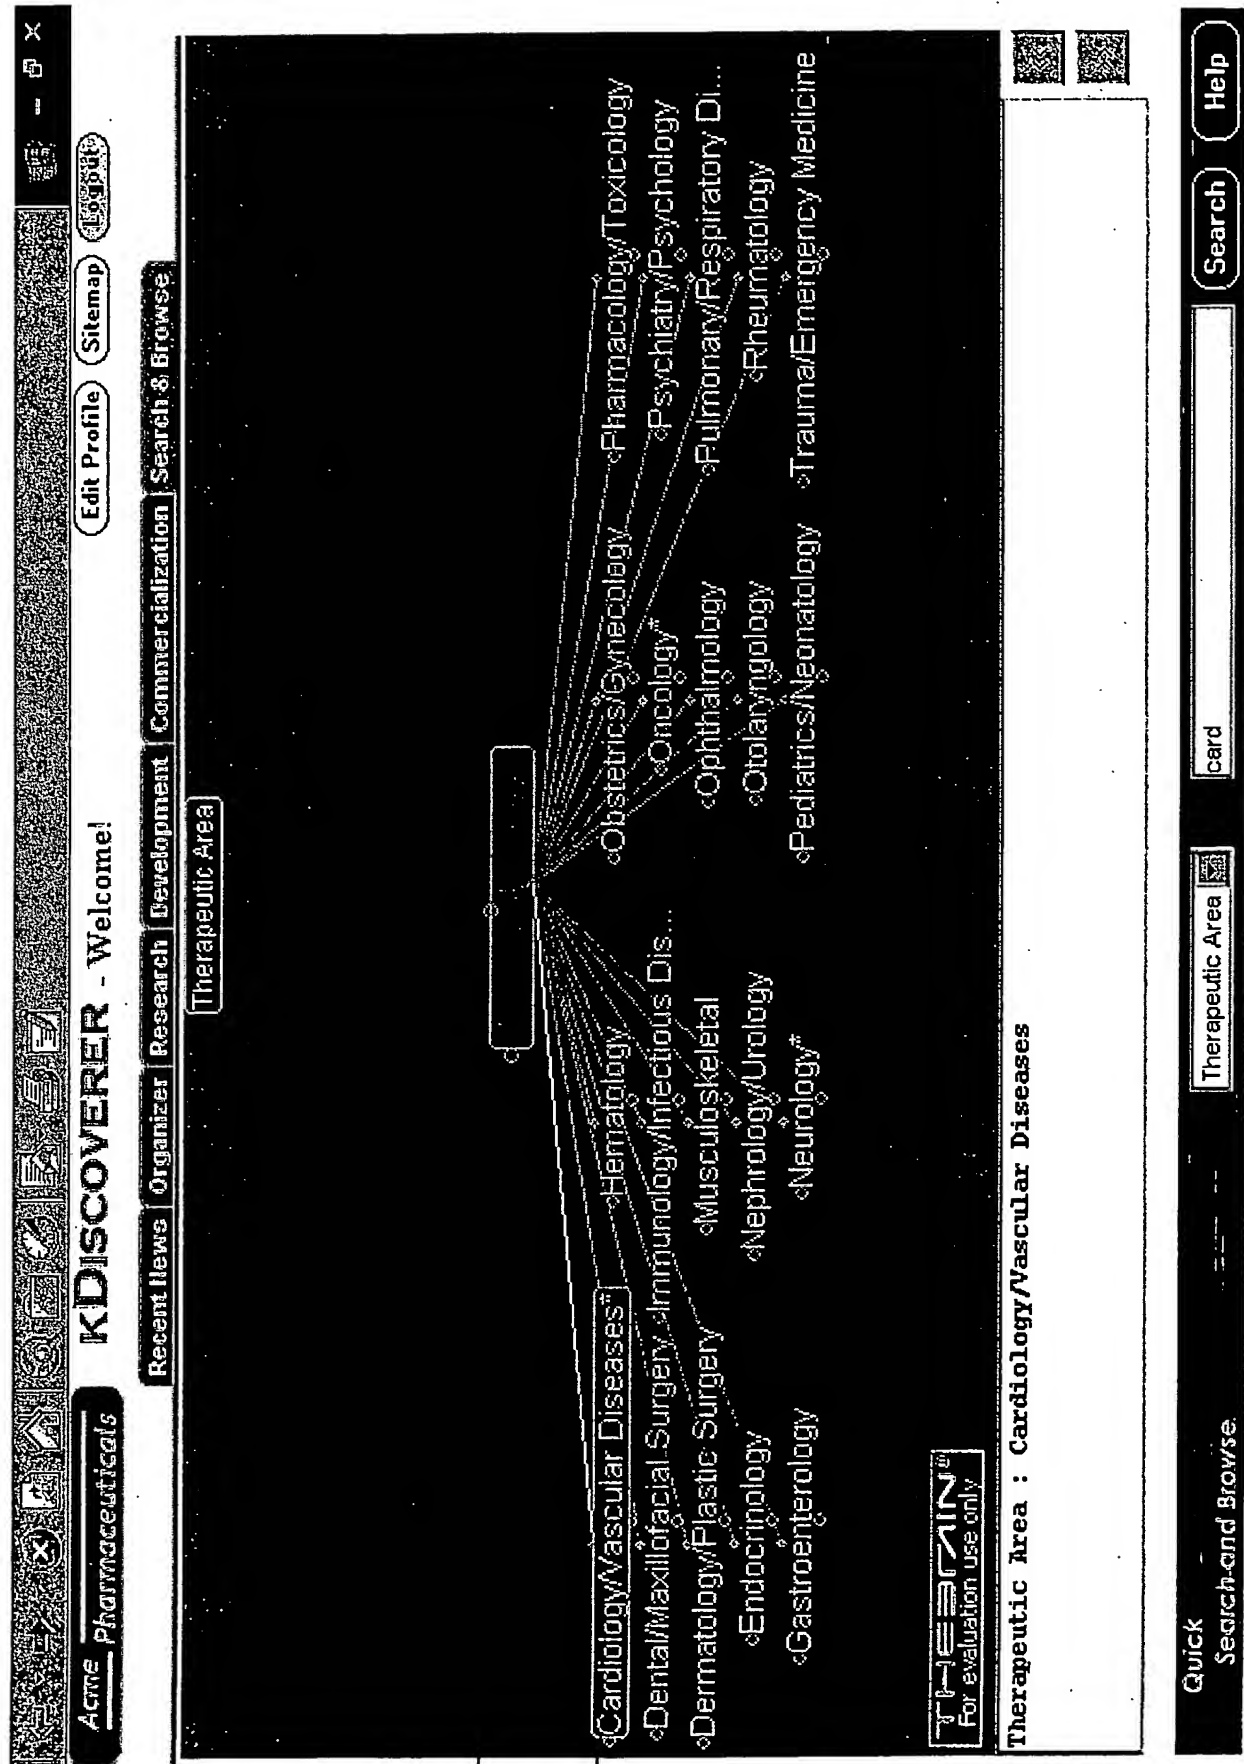 Acme Pharmaceuticals
KDISCOVERER - Welcome!
Edit Profile Sitemap Logout
Recent News Organizer Research Development Commercialization Search & Browse
Therapeutic Area
Cardiology/Vascular Diseases* Hematology Obstetrics/Gynecology Pharmacology/Toxicology
Dental/Maxillofacial Surgery Immunology/Infectious Dis... Oncology* Psychiatry/Psychology
Dermatology/Plastic Surgery Musculoskeletal Ophthalmology Pulmonary/Respiratory Di...
Endocrinology Nephrology/Urology Otolaryngology Rheumatology
Gastroenterology Neurology* Pediatrics/Neonatology Trauma/Emergency Medicine
THEBRAIN®
For evaluation use only
Therapeutic Area : Cardiology/Vascular Diseases
Quick
Search and Browse
Therapeutic Area card Search Help